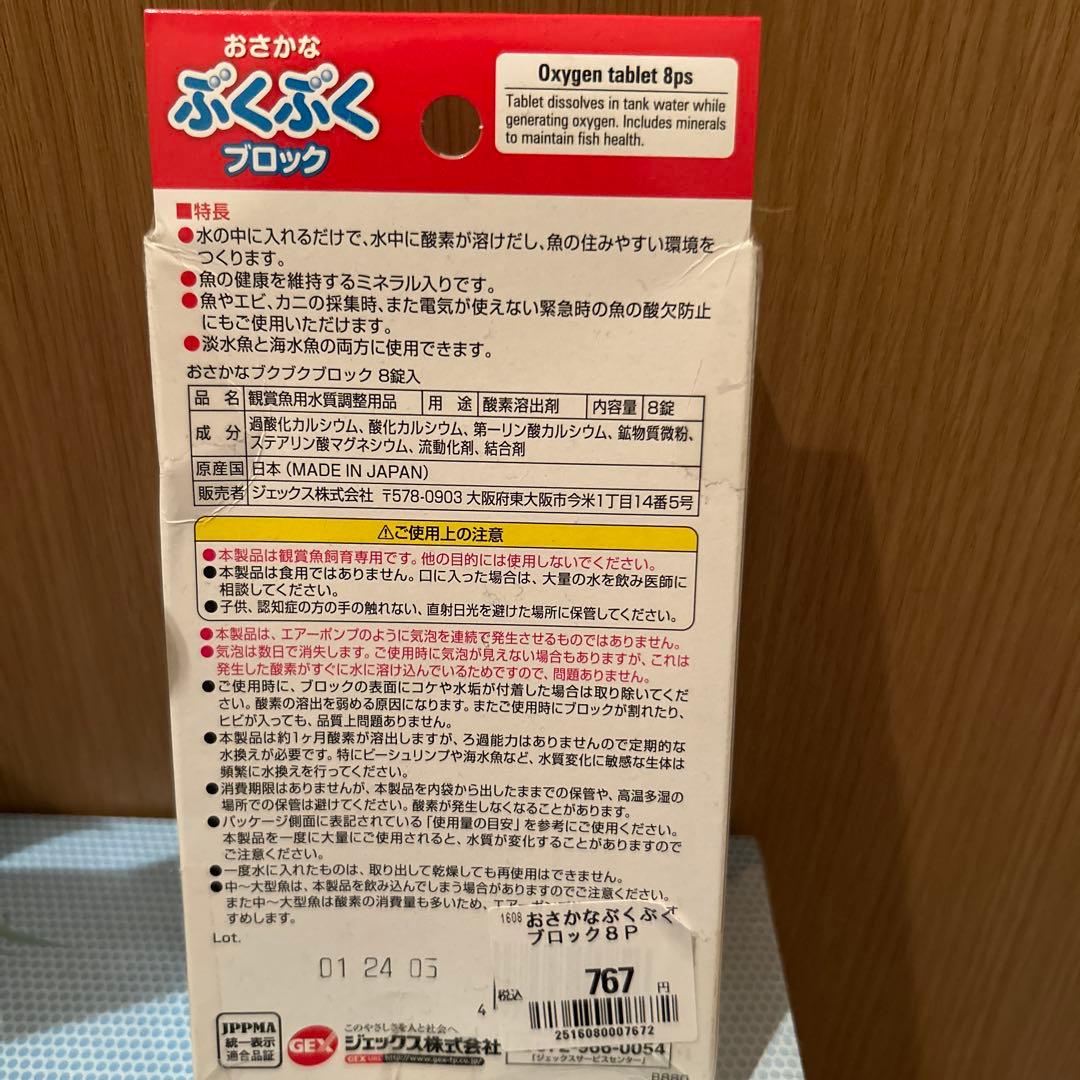 おさかな
ぶくぶく
ブロック
Oxygen tablet 8ps
Tablet dissolves in tank water while
generating oxygen. Includes minerals
to maintain fish health.
■特長
●水の中に入れるだけで、水中に酸素が溶けだし、魚の住みやすい環境を
つくります。
●魚の健康を維持するミネラル入りです。
●魚やエビ、カニの採集時、また電気が使えない緊急時の魚の酸欠防止
にもご使用いただけます。
●淡水魚と海水魚の両方に使用できます。
おさかなブクブクブロック 8錠入
品名 観賞魚用水質調整用品 用途 酸素溶出剤 内容量 8錠
成分 過酸化カルシウム、酸化カルシウム、第一リン酸カルシウム、鉱物質微粉、
ステアリン酸マグネシウム、流動化剤、結合剤
原産国 日本（MADE IN JAPAN）
販売者 ジェックス株式会社 〒578-0903 大阪府東大阪市今米1丁目14番5号
⚠ご使用上の注意
●本製品は観賞魚飼育専用です。他の目的には使用しないでください。
●本製品は食用ではありません。口に入った場合は、大量の水を飲み医師に
相談してください。
●子供、認知症の方の手の触れない、直射日光を避けた場所に保管してください。
●本製品は、エアーポンプのように気泡を連続で発生させるものではありません。
●気泡は数日で消失します。ご使用時に気泡が見えない場合もありますが、これは
発生した酸素がすぐに水に溶け込んでいるためですので、問題ありません。
●ご使用時に、ブロックの表面にコケや水垢が付着した場合は取り除いてくだ
さい。酸素の溶出を弱める原因になります。またご使用時にブロックが割れたり、
ヒビが入っても、品質上問題ありません。
●本製品は約1ヶ月酸素が溶出しますが、ろ過能力はありませんので定期的な
水換えが必要です。特にビーシュリンプや海水魚など、水質変化に敏感な生体は
頻繁に水換えを行ってください。
●消費期限はありませんが、本製品を内袋から出したままでの保管や、高温多湿の
場所での保管は避けてください。酸素が発生しなくなることがあります。
●パッケージ側面に表記されている「使用量の目安」を参考にご使用ください。
本製品を一度に大量にご使用されると、水質が変化することがありますので
ご注意ください。
●一度水に入れたものは、取り出して乾燥しても再使用はできません。
●中～大型魚は、本製品を飲み込んでしまう場合がありますのでご注意ください。
また中～大型魚は酸素の消費量も多いため、エアーポン
すめします。
1608 おさかなぶくぶく
ブロック8P
税込 767 円
2516080007672
Lot.
01 24 03
4
JPPMA
統一表示
適合品証
GEX
このやさしさを人と社会へ
ジェックス株式会社
GEX URL http://www.gex-fp.co.jp/
966-0054
「ジェックスサービスセンター」